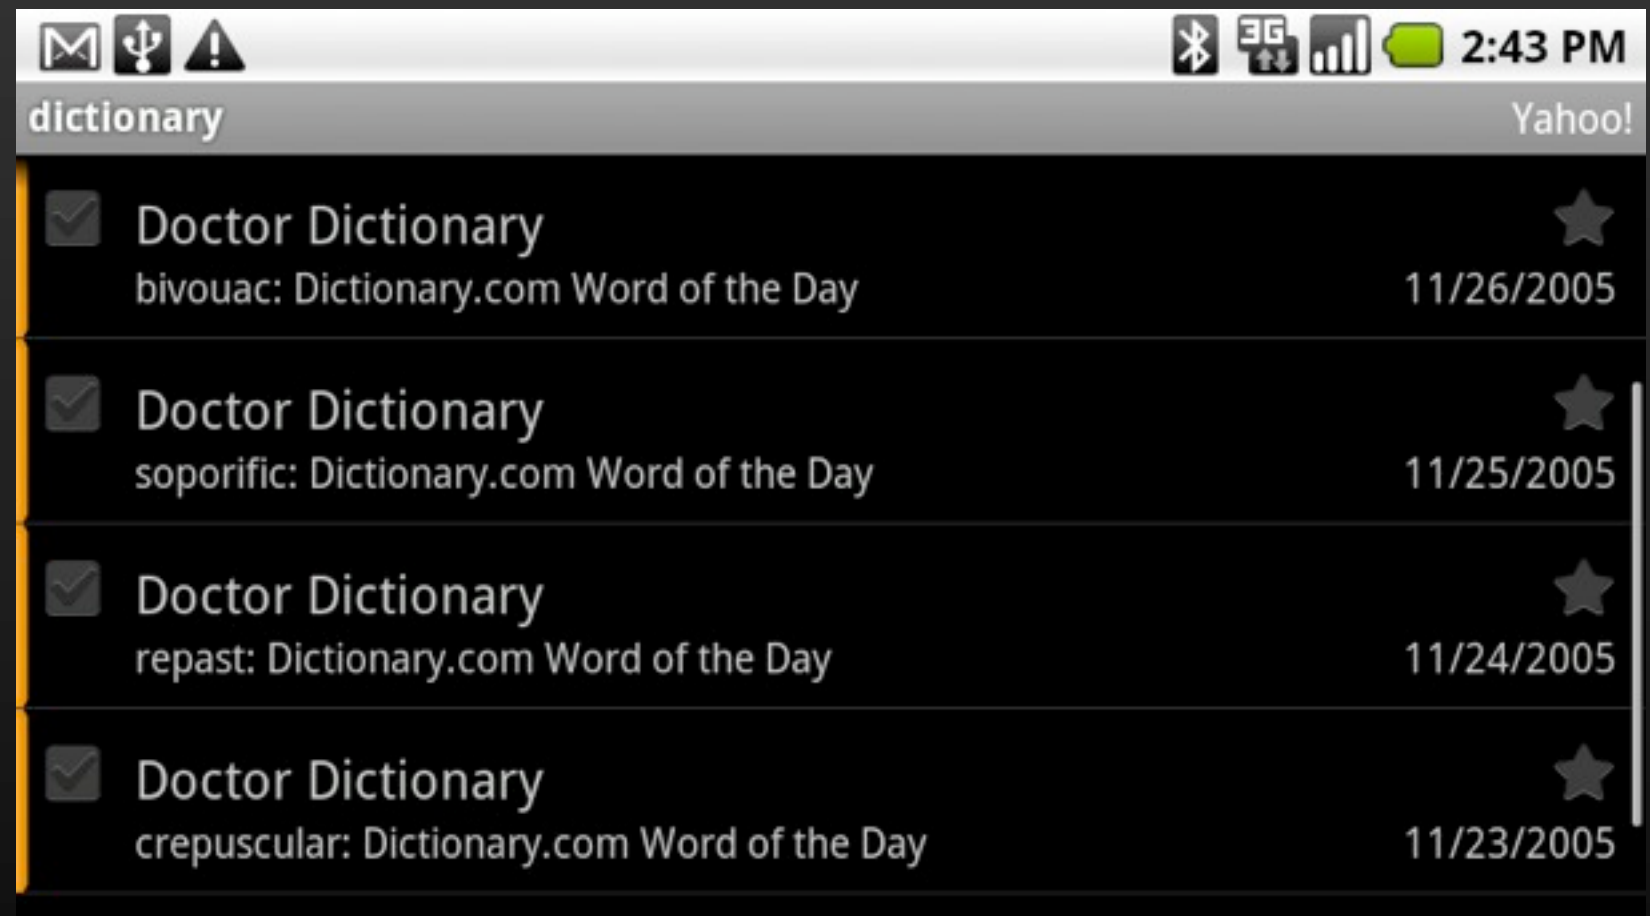 3G 2:43 PM
dictionary Yahoo!
Doctor Dictionary
bivouac: Dictionary.com Word of the Day 11/26/2005
Doctor Dictionary
soporific: Dictionary.com Word of the Day 11/25/2005
Doctor Dictionary
repast: Dictionary.com Word of the Day 11/24/2005
Doctor Dictionary
crepuscular: Dictionary.com Word of the Day 11/23/2005